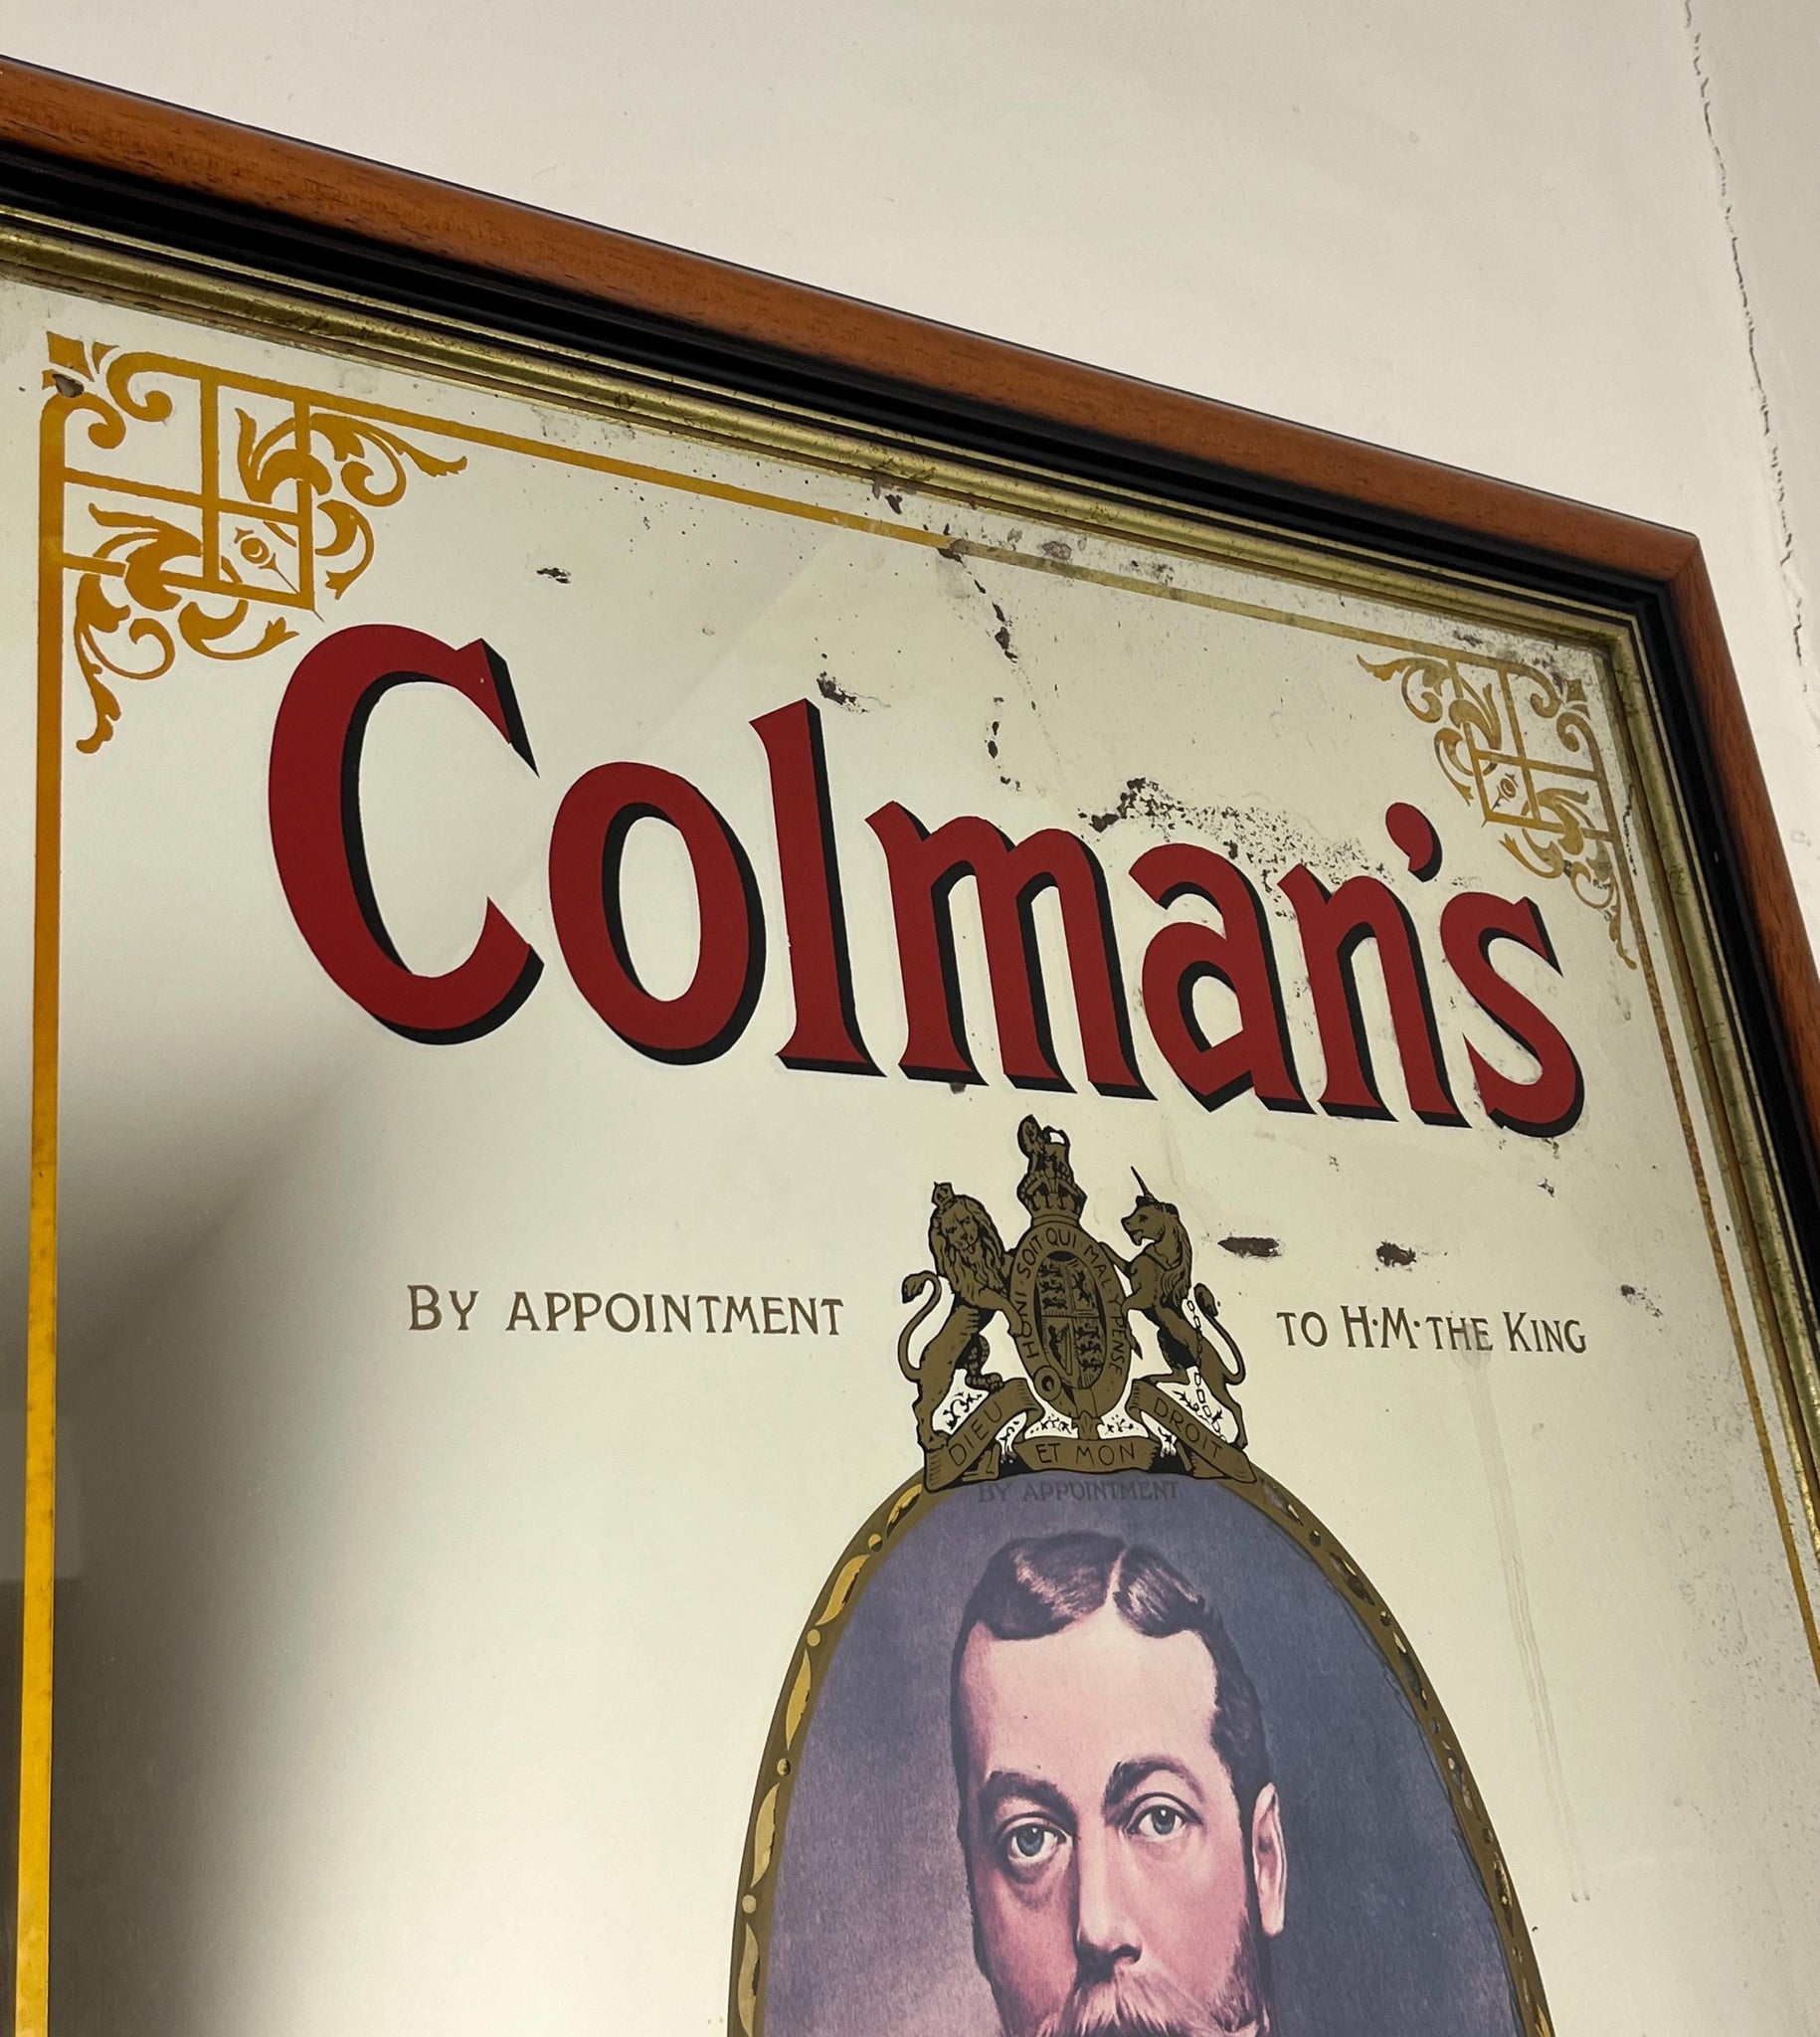 Colman's
BY APPOINTMENT TO H·M·THE KING
HONI·SOIT·QUI·MAL·Y·PENSE
DIEU ET MON DROIT
BY APPOINTMENT